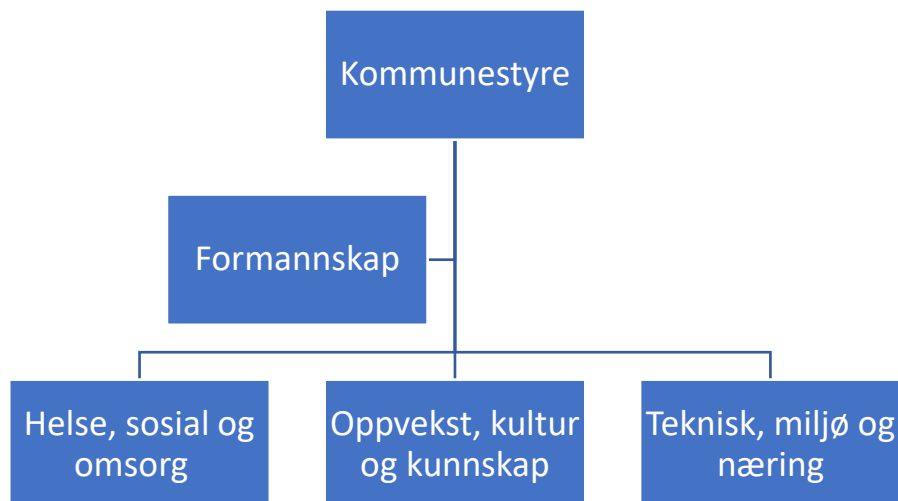 Kommunestyre
Formannskap
Helse, sosial og
omsorg
Oppvekst, kultur
og kunnskap
Teknisk, miljø og
næring